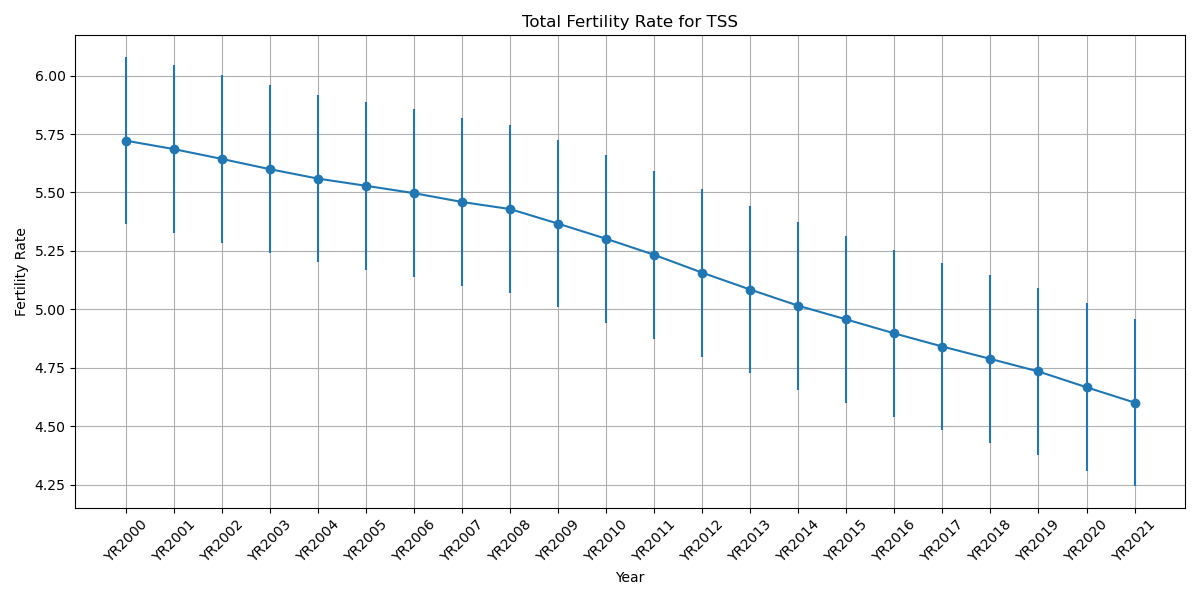 Total Fertility Rate for TSS
Fertility Rate
6.00
5.75
5.50
5.25
5.00
4.75
4.50
4.25
YR2000
YR2001
YR2002
YR2003
YR2004
YR2005
YR2006
YR2007
YR2008
YR2009
YR2010
YR2011
YR2012
YR2013
YR2014
YR2015
YR2016
YR2017
YR2018
YR2019
YR2020
YR2021
Year